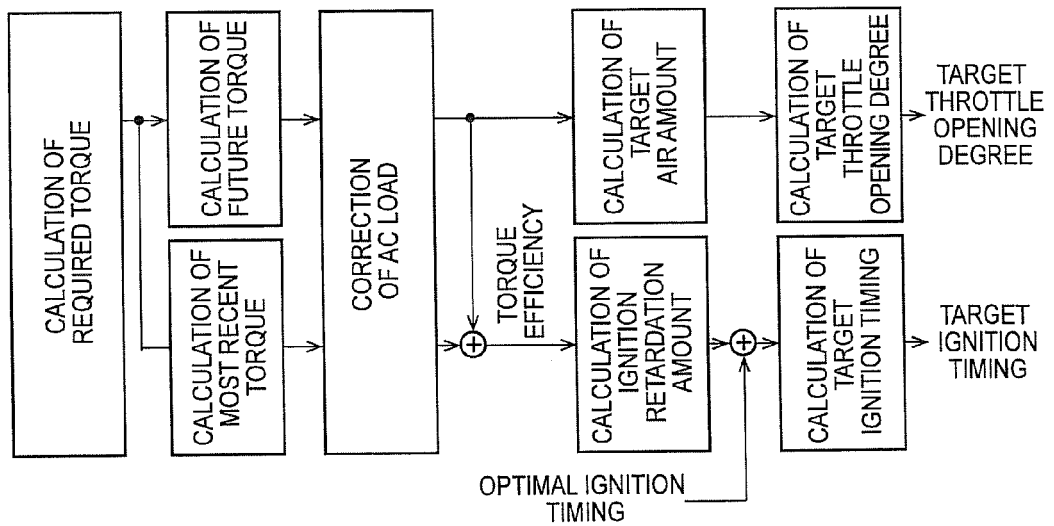 CALCULATION OF
REQUIRED TORQUE
CALCULATION OF
FUTURE TORQUE
CALCULATION OF
MOST RECENT
TORQUE
CORRECTION
OF AC LOAD
TORQUE
EFFICIENCY
CALCULATION OF
TARGET
AIR AMOUNT
CALCULATION OF
IGNITION
RETARDATION
AMOUNT
CALCULATION OF
TARGET
THROTTLE
OPENING DEGREE
CALCULATION OF
TARGET
IGNITION TIMING
TARGET
THROTTLE
OPENING
DEGREE
TARGET
IGNITION
TIMING
OPTIMAL IGNITION
TIMING